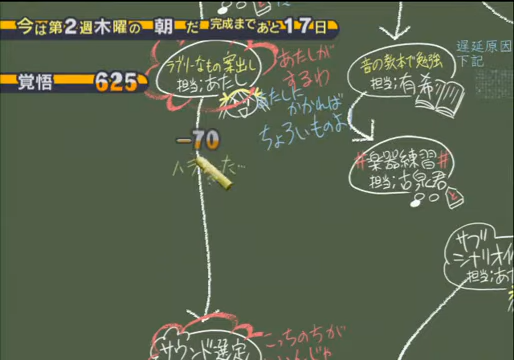 今は第2週木曜の 朝 だ 完成まであと17日
覚悟 625
ラブリーなもの案出し
担当;あたし
あたしが
するわ
あたしに
かかれば
ちょろいものよ
昔の教本で勉強
担当;有希
遅延原因
下記
-70
#楽器練習#
担当;古泉君
サブ
シナリオイ
担当;あた
サウンド選定
こっちのちが